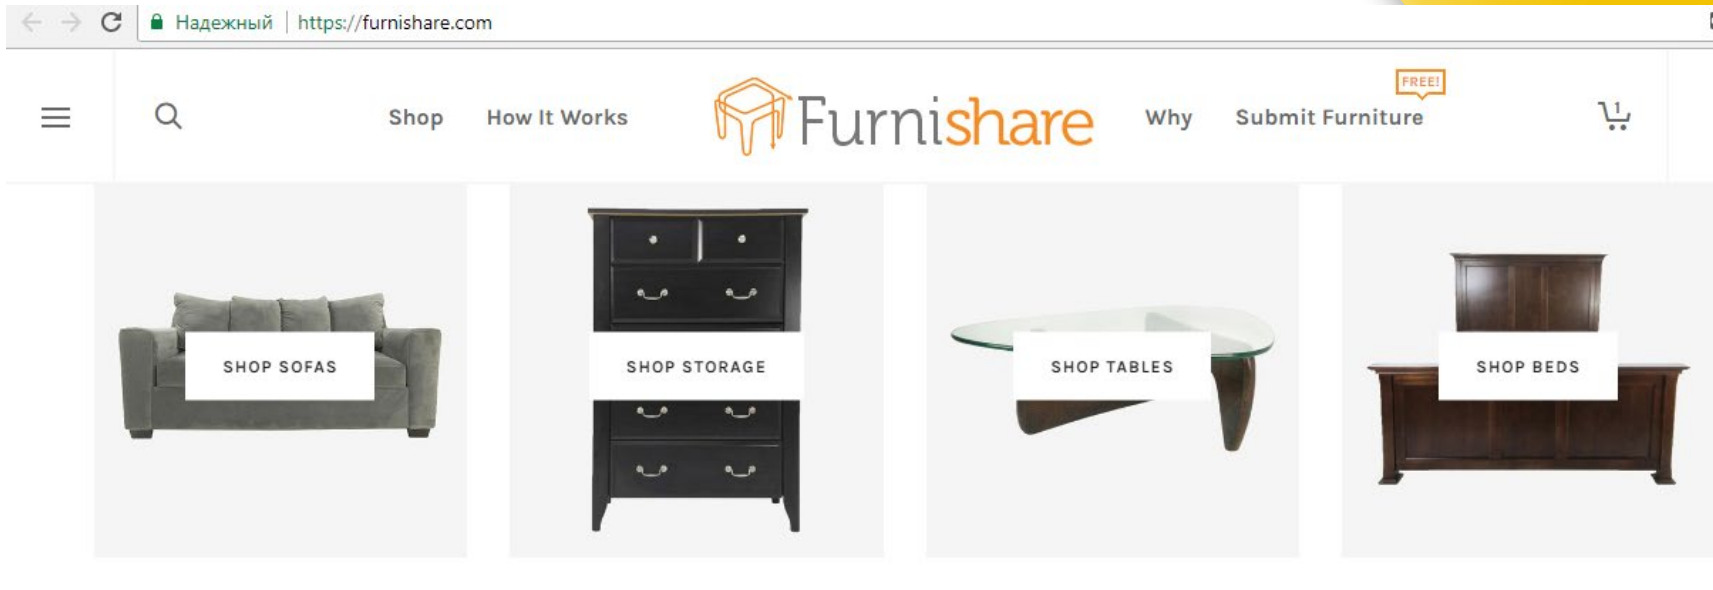 Надежный https://furnishare.com
FREE!
Shop How It Works Furnishare Why Submit Furniture 1
SHOP SOFAS SHOP STORAGE SHOP TABLES SHOP BEDS